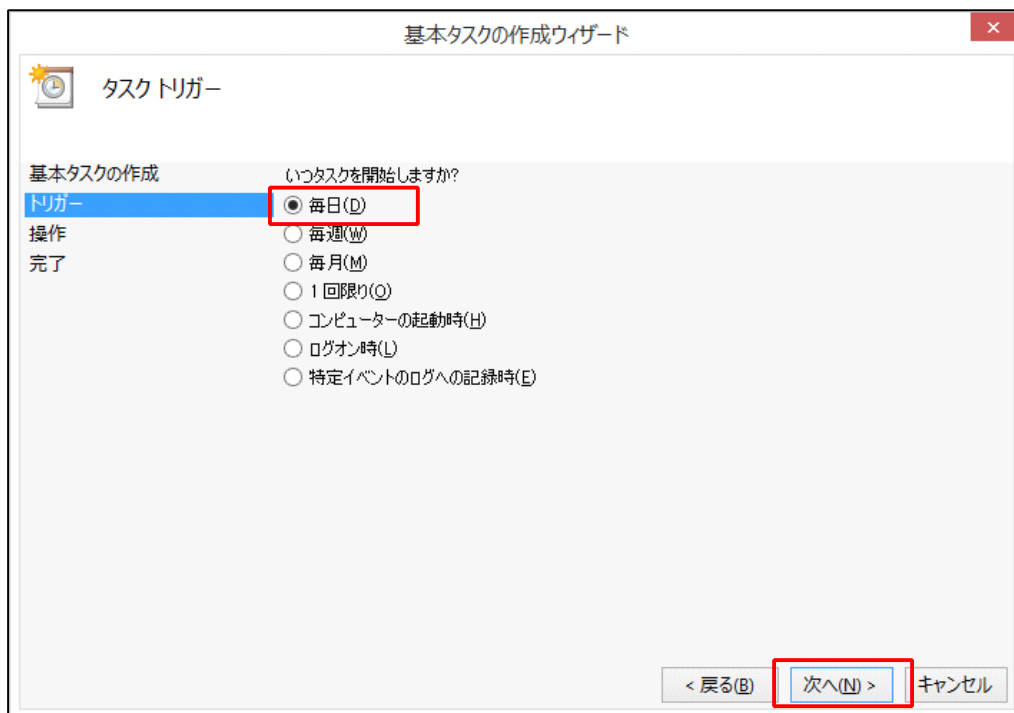 基本タスクの作成ウィザード
タスク トリガー
基本タスクの作成
トリガー
操作
完了
いつタスクを開始しますか?
毎日(D)
毎週(W)
毎月(M)
1 回限り(O)
コンピューターの起動時(H)
ログオン時(L)
特定イベントのログへの記録時(E)
< 戻る(B)
次へ(N) >
キャンセル